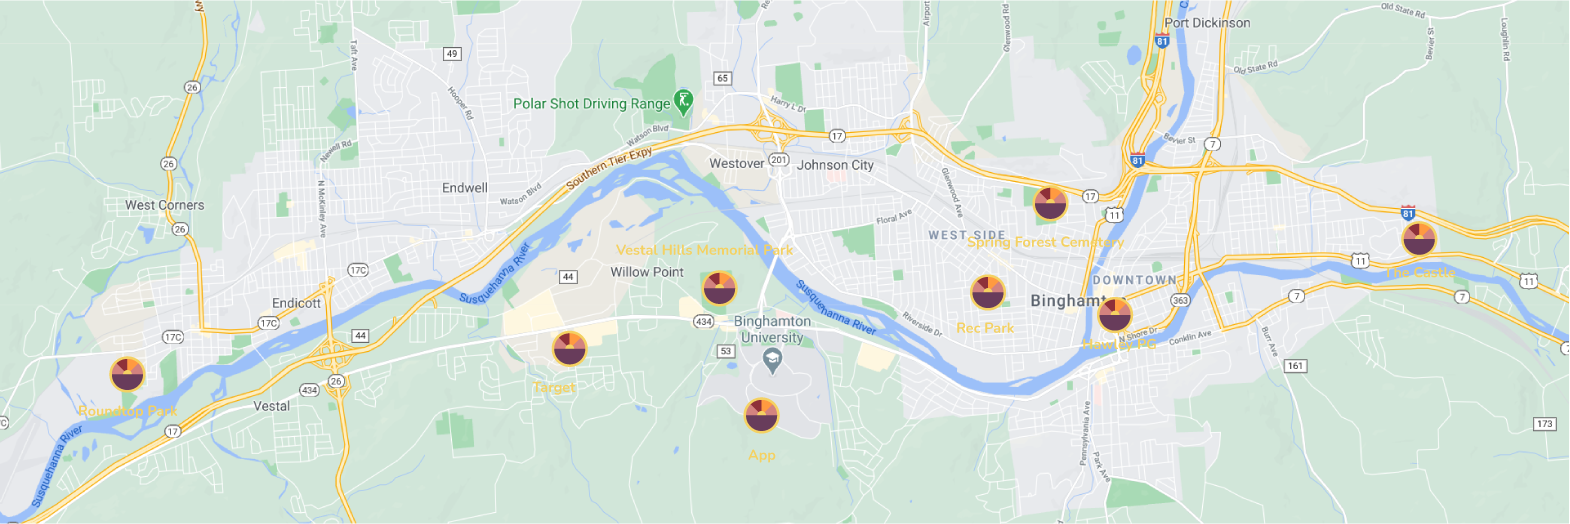 Old State Rd
Port Dickinson
Glenwood Rd
Airport
Bevier St
Loughlin Rd
81
Taft Ave
49
Old State Rd
65
26
Hooper Rd
Polar Shot Driving Range
Harry L Dr
Watson Blvd
17
Bevier St
7
Newell Rd
81
26
Southern Tier Expy
Westover
201
Johnson City
Endwell
Watson Blvd
N McKinley Ave
Glenwood Ave
17
West Corners
Floral Ave
11
81
26
WEST SIDE
Spring Forest Cemetery
Vestal Hills Memorial Park
17C
Willow Point
44
Susquehanna River
11
The Castle
DOWNTOWN
11
Endicott
Susquehanna River
Binghamton
363
7
7
17C
434
Binghamton
University
Riverside Dr
Rec Park
17C
44
N Shore Dr
Conklin Ave
Hawley PG
53
Burr Ave
161
26
434
Target
Vestal
Roundtop Park
17
Susquehanna River
Pennsylvania Ave
173
App
Park Ave